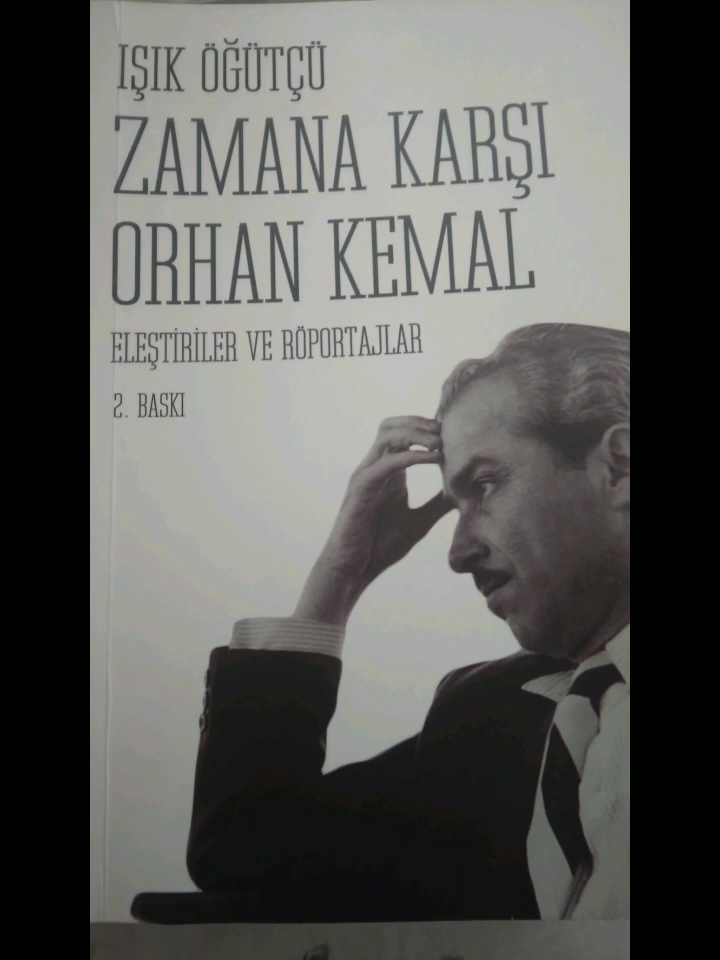 IŞIK ÖĞÜTÇÜ
ZAMANA KARŞI
ORHAN KEMAL
ELEŞTİRİLER VE RÖPORTAJLAR
2. BASKI